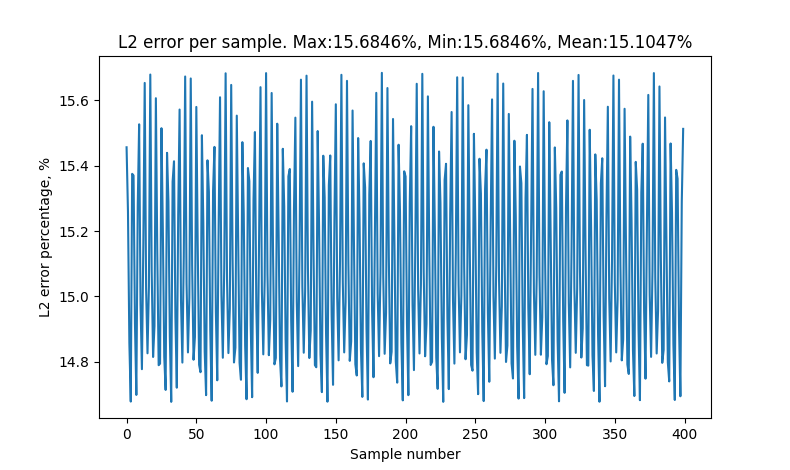 L2 error per sample. Max:15.6846%, Min:15.6846%, Mean:15.1047%
L2 error percentage, %
15.6
15.4
15.2
15.0
14.8
0 50 100 150 200 250 300 350 400
Sample number